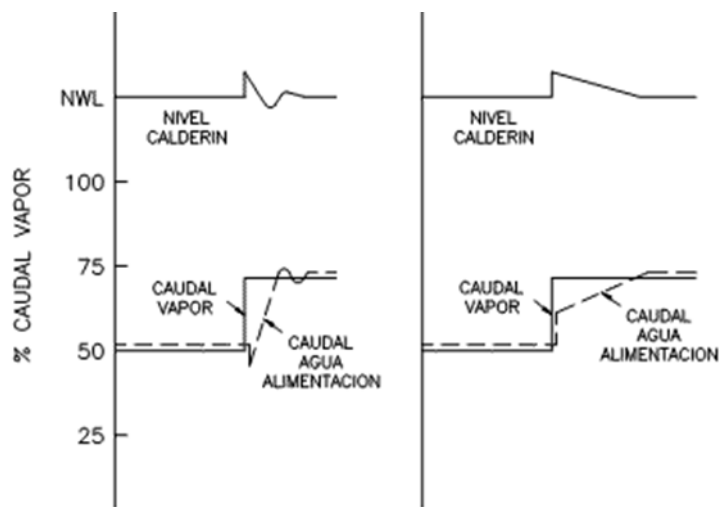 % CAUDAL VAPOR
NWL
100
75
50
25
NIVEL
CALDERIN
CAUDAL
VAPOR
CAUDAL
AGUA
ALIMENTACION
NIVEL
CALDERIN
CAUDAL
VAPOR
CAUDAL
AGUA
ALIMENTACION